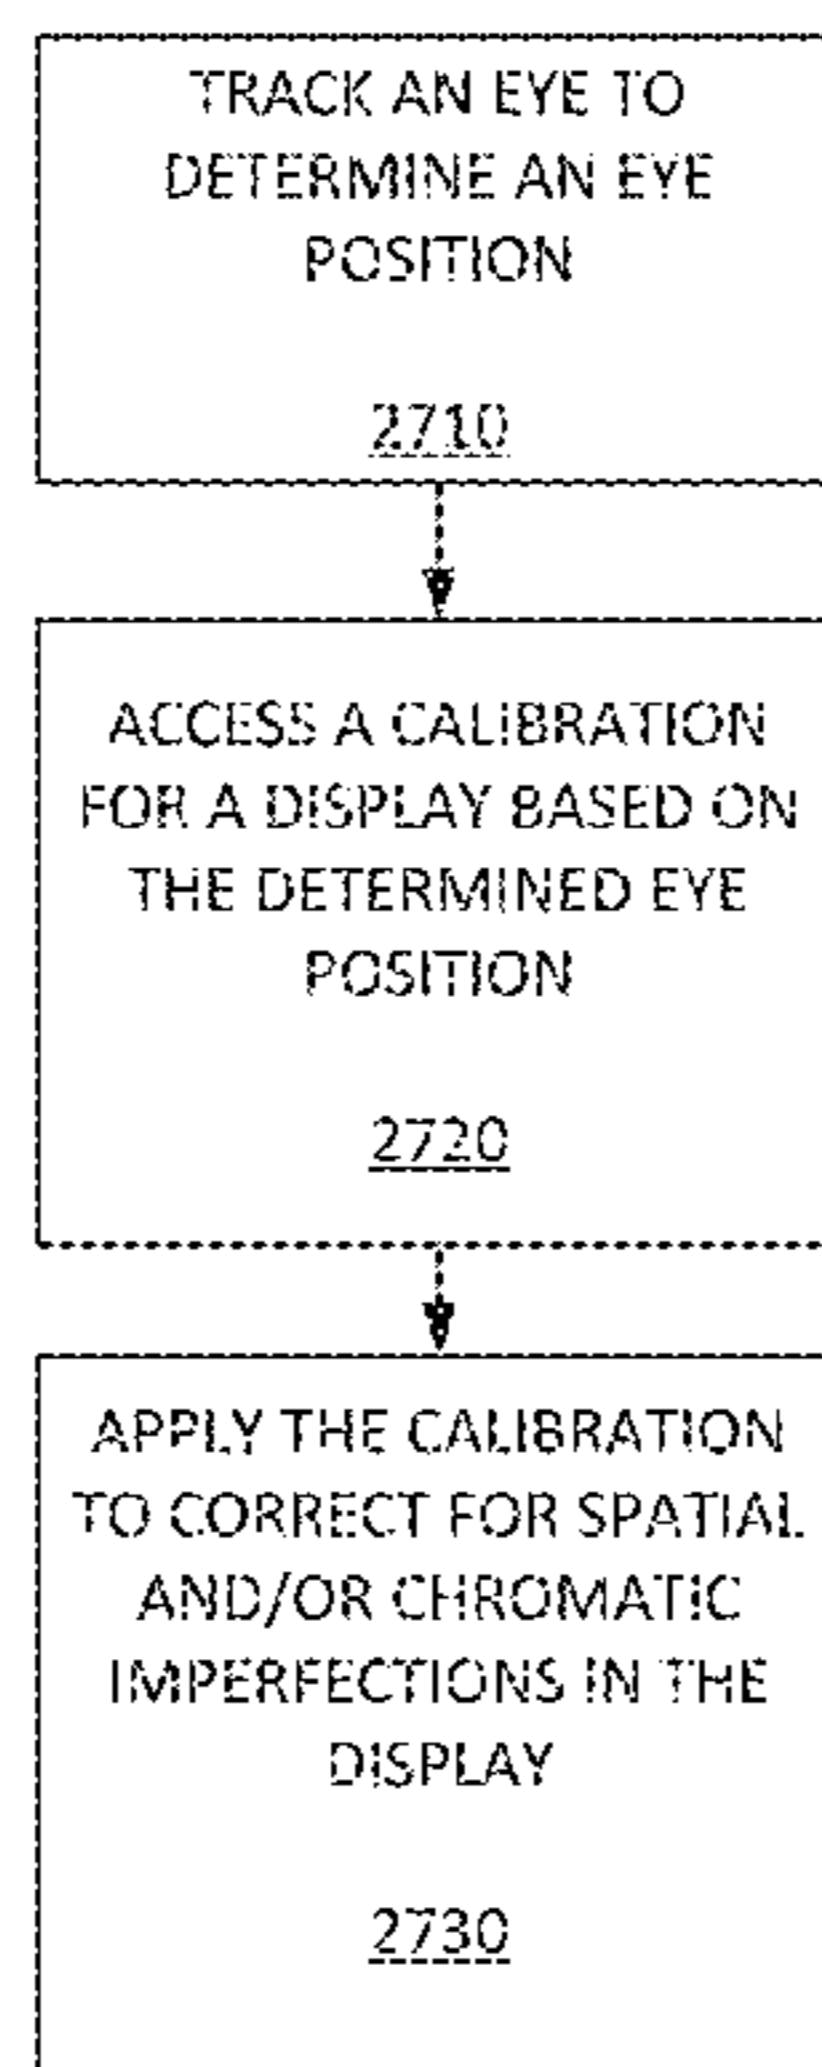 TRACK AN EYE TO
DETERMINE AN EYE
POSITION
2710
ACCESS A CALIBRATION
FOR A DISPLAY BASED ON
THE DETERMINED EYE
POSITION
2720
APPLY THE CALIBRATION
TO CORRECT FOR SPATIAL
AND/OR CHROMATIC
IMPERFECTIONS IN THE
DISPLAY
2730